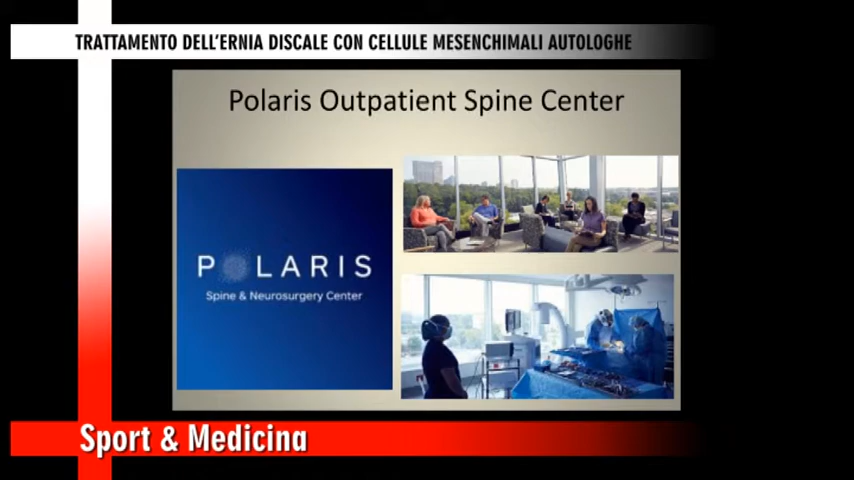 TRATTAMENTO DELL'ERNIA DISCALE CON CELLULE MESENCHIMALI AUTOLOGHE
Polaris Outpatient Spine Center
POLARIS
Spine & Neurosurgery Center
Sport & Medicina